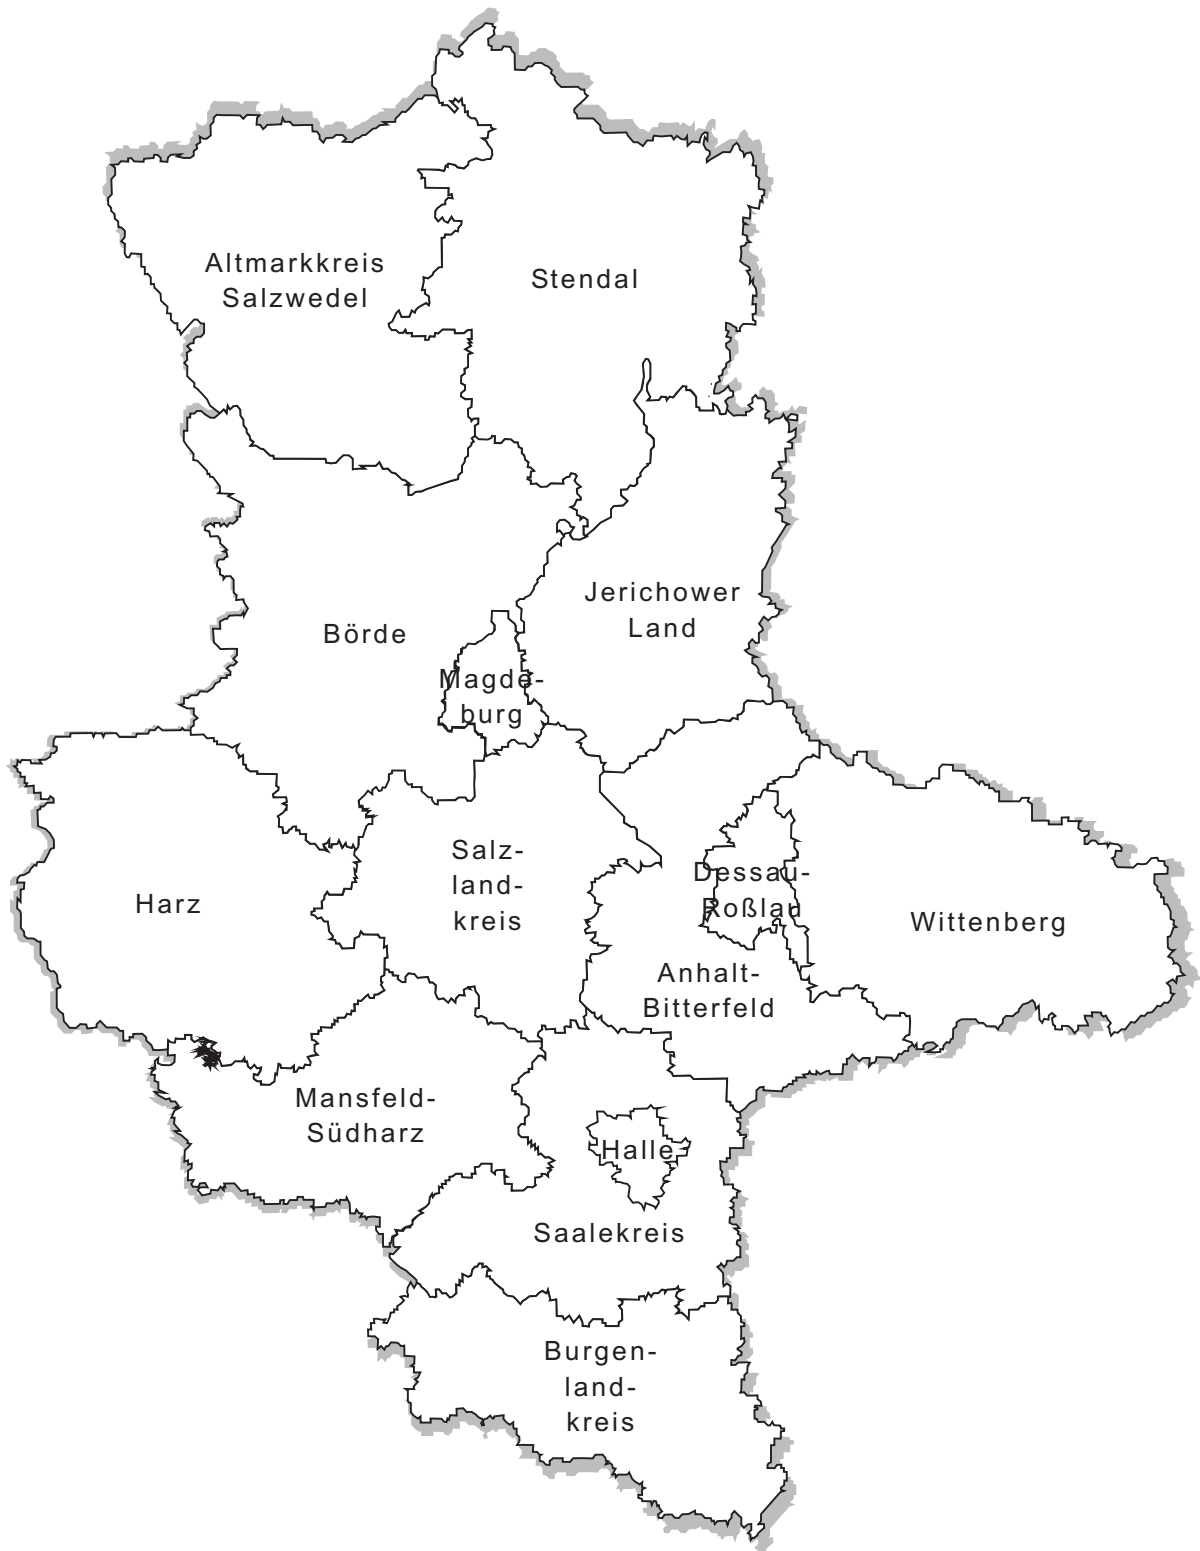 Altmarkkreis
Salzwedel
Stendal
Jerichower
Land
Börde
Magde-
burg
Salz-
land-
kreis
Harz
Dessau-
Roßlau
Wittenberg
Anhalt-
Bitterfeld
Mansfeld-
Südharz
Halle
Saalekreis
Burgen-
land-
kreis